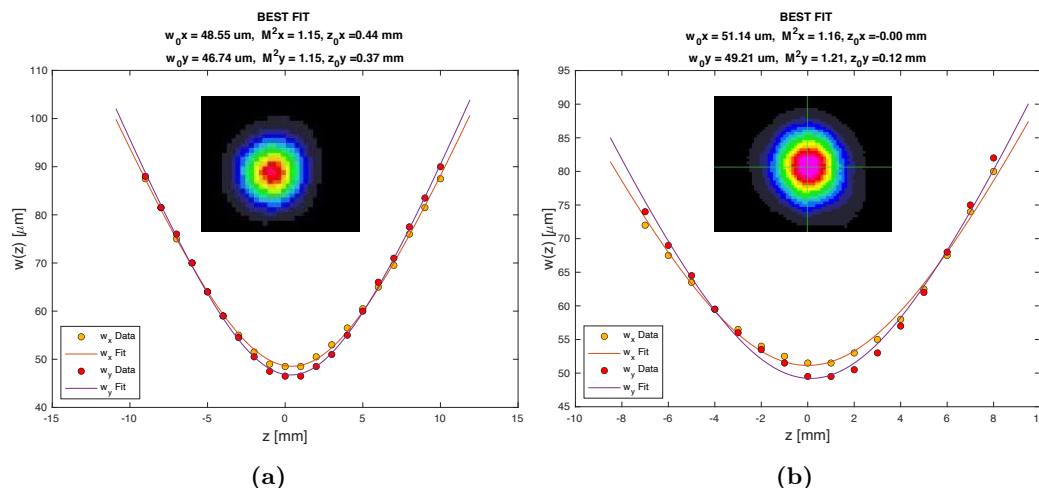 BEST FIT
w0x = 48.55 um, M²x = 1.15, z0x =0.44 mm
w0y = 46.74 um, M²y = 1.15, z0y =0.37 mm
110
100
90
80
70
60
50
40
w(z) [μm]
wx Data
wx Fit
wy Data
wy Fit
-15
-10
-5
0
5
10
15
z [mm]
(a)
BEST FIT
w0x = 51.14 um, M²x = 1.16, z0x =-0.00 mm
w0y = 49.21 um, M²y = 1.21, z0y =0.12 mm
95
90
85
80
75
70
65
60
55
50
45
w(z) [μm]
wx Data
wx Fit
wy Data
wy Fit
-10
-8
-6
-4
-2
0
2
4
6
8
(b)
z [mm]